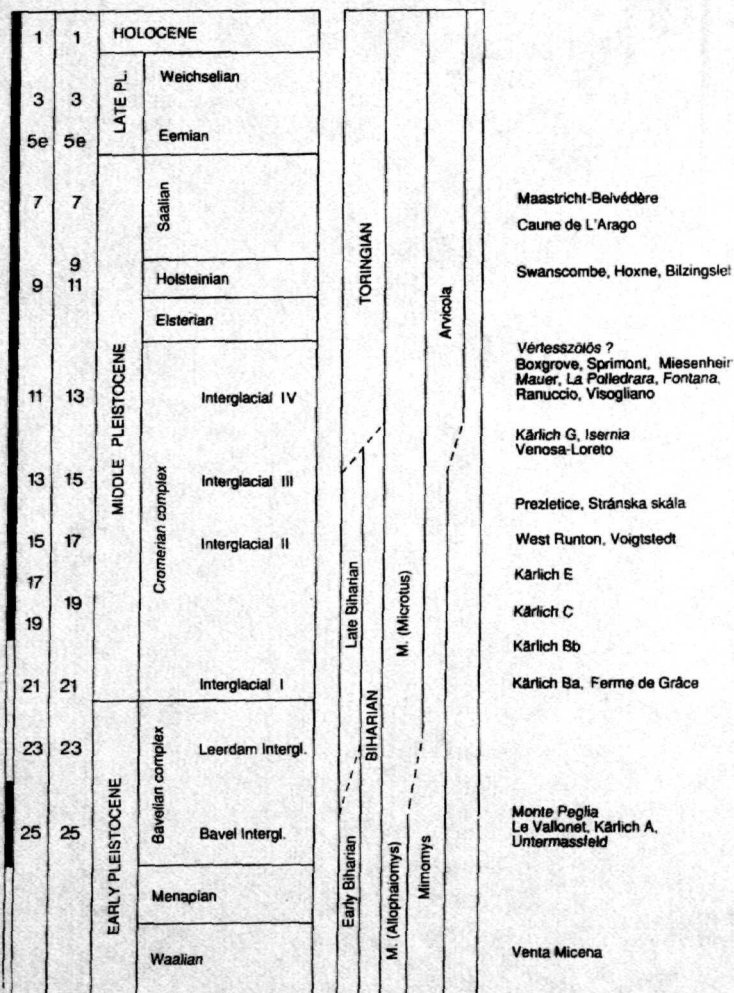 1 1 HOLOCENE
LATE PL.
Weichselian
3 3
5e 5e Eemian
MIDDLE PLEISTOCENE
Saalian
7 7
Maastricht-Belvédère
Caune de L'Arago
9
9 11
Holsteinian
Swanscombe, Hoxne, Bilzingsle
Elsterian
TORINGIAN
Arvicola
Vértesszölös ?
Boxgrove, Sprimont, Miesenheim
Mauer, La Polledrara, Fontana,
Ranuccio, Visogliano
11 13 Interglacial IV
Kärlich G, Isernia
Venosa-Loreto
13 15 Interglacial III
Cromerian complex
Prezletice, Stránska skála
15 17 Interglacial II
West Runton, Voigtstedt
17
Kärlich E
19
19
Kärlich C
Late Biharian
M. (Microtus)
Kärlich Bb
21 21 Interglacial I
Kärlich Ba, Ferme de Grâce
BIHARIAN
EARLY PLEISTOCENE
Bavelian complex
23 23 Leerdam Intergl.
25 25 Bavel Intergl.
Monte Peglia
Le Vallonet, Kärlich A,
Untermassfeld
Early Biharian
M. (Allophaiomys)
Mimomys
Menapian
Waalian
Venta Micena